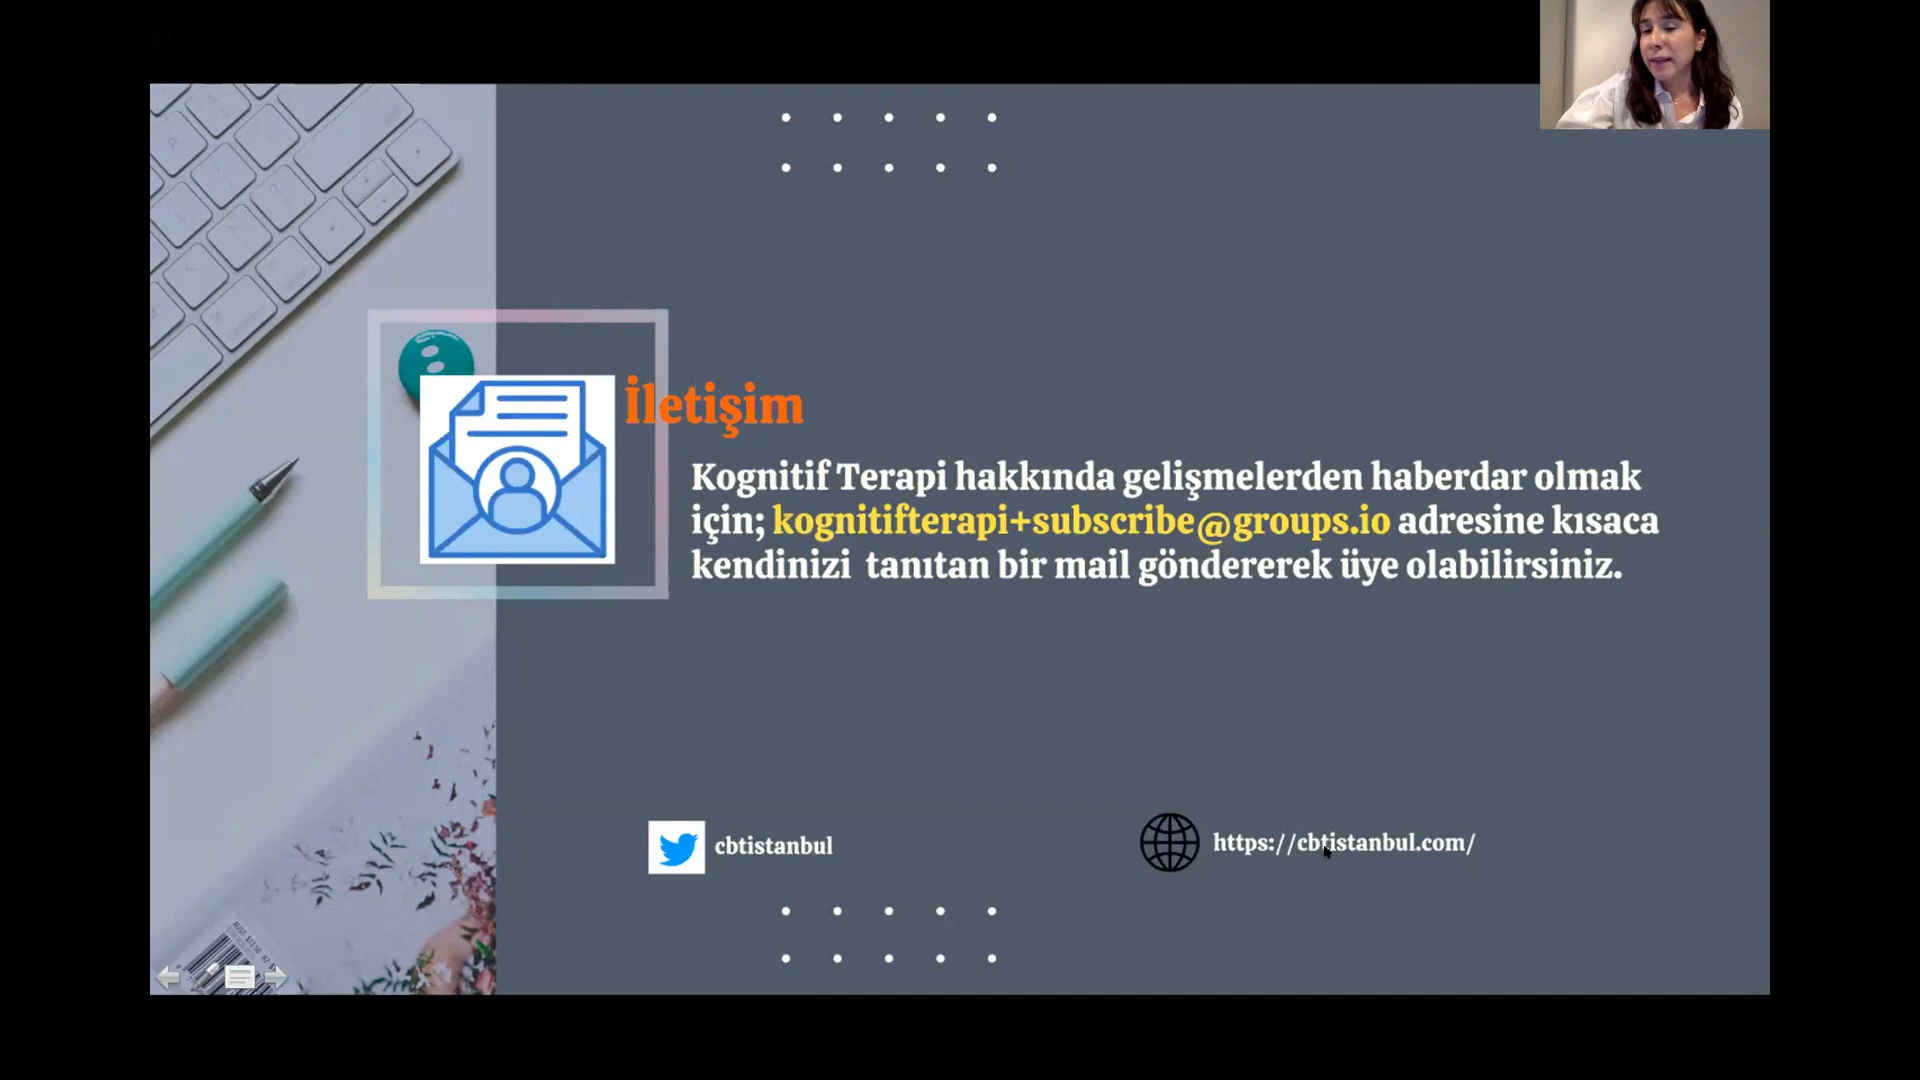 İletişim
Kognitif Terapi hakkında gelişmelerden haberdar olmak
için; kognitifterapi+subscribe@groups.io adresine kısaca
kendinizi tanıtan bir mail göndererek üye olabilirsiniz.
cbtistanbul
https://cbtistanbul.com/